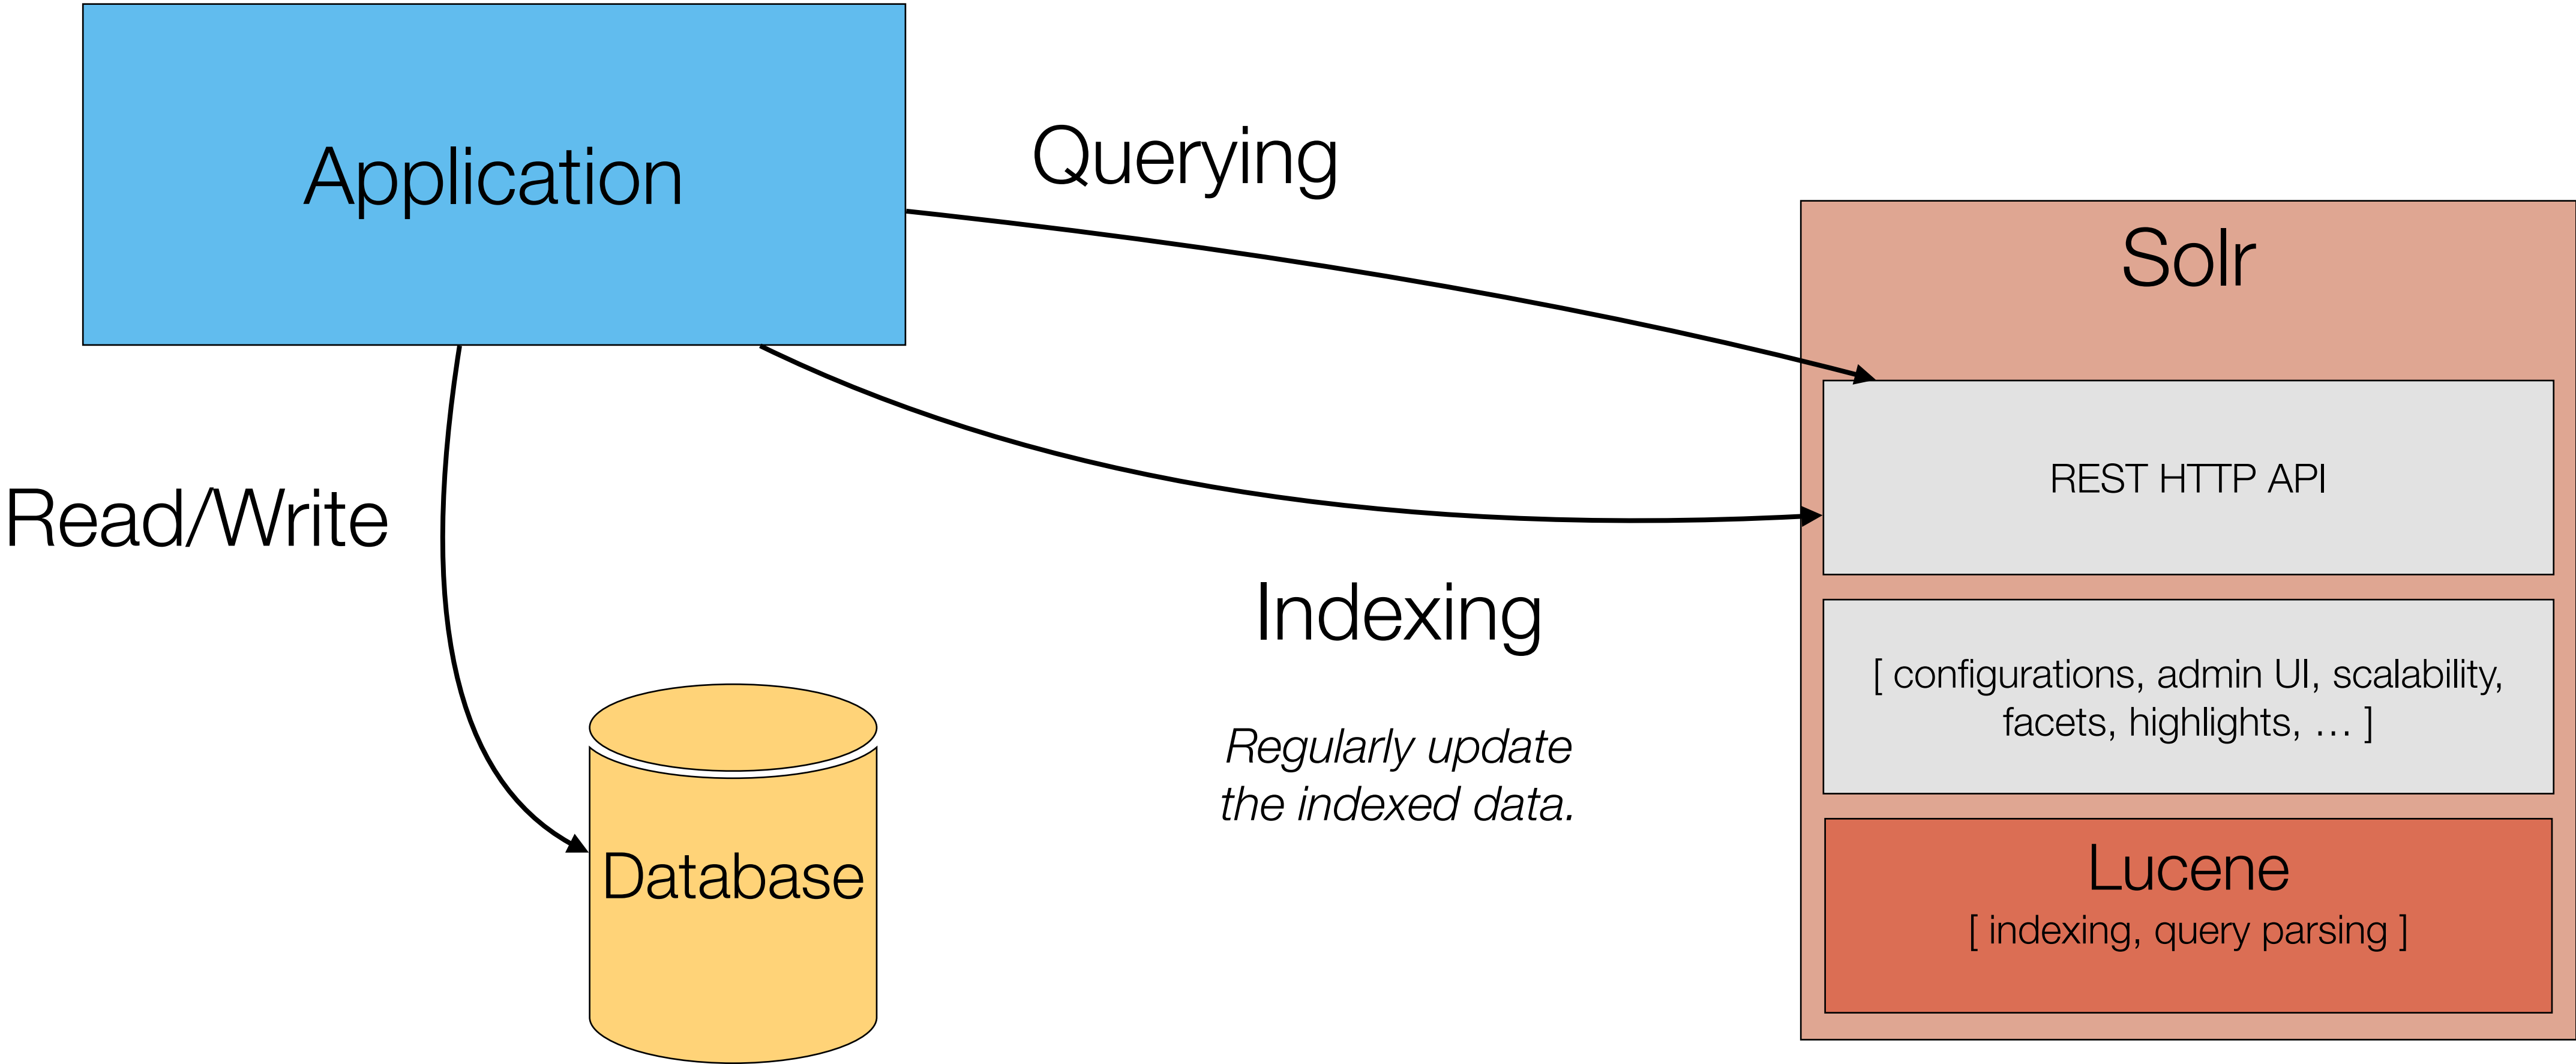 Application
Querying
Solr
REST HTTP API
Read/Write
Indexing
[ configurations, admin UI, scalability,
facets, highlights, … ]
Regularly update
the indexed data.
Database
Lucene
[ indexing, query parsing ]